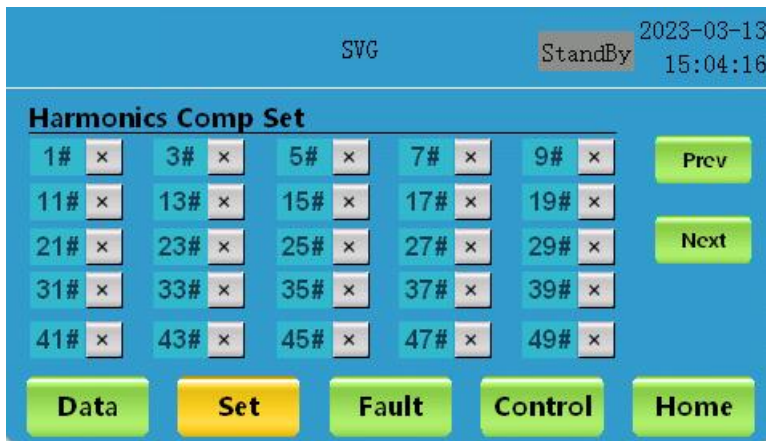 SVG StandBy 2023-03-13
15:04:16
Harmonics Comp Set
1# × 3# × 5# × 7# × 9# × Prev
11# × 13# × 15# × 17# × 19# ×
21# × 23# × 25# × 27# × 29# × Next
31# × 33# × 35# × 37# × 39# ×
41# × 43# × 45# × 47# × 49# ×
Data Set Fault Control Home